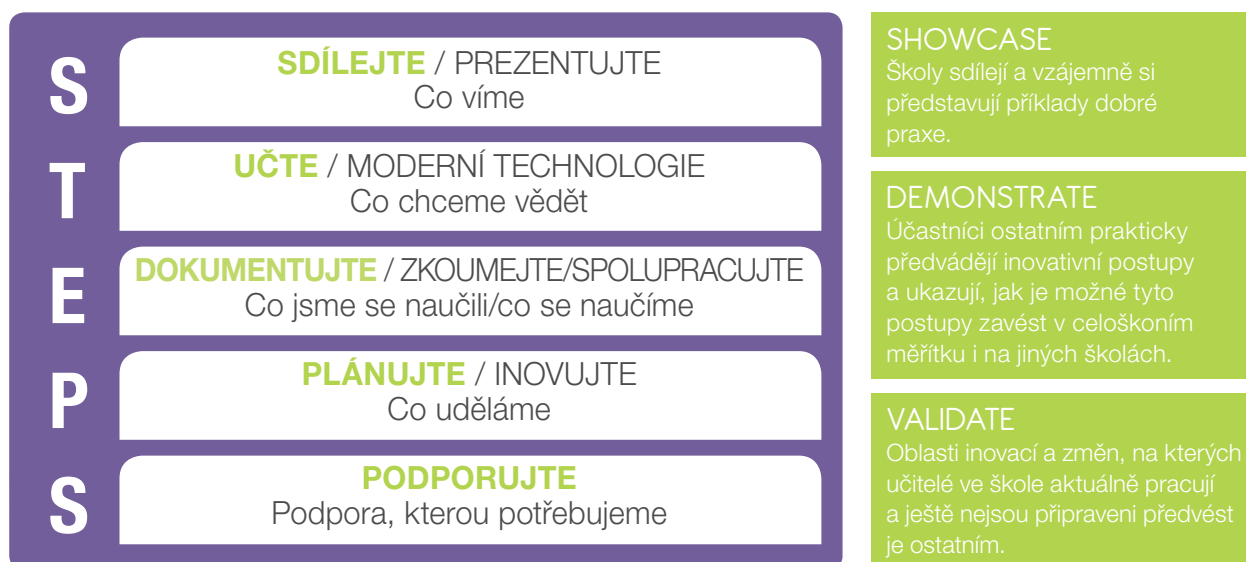 S
SDÍLEJTE / PREZENTUJTE
Co víme
T
UČTE / MODERNÍ TECHNOLOGIE
Co chceme vědět
E
DOKUMENTUJTE / ZKOUMEJTE/SPOLUPRACUJTE
Co jsme se naučili/co se naučíme
P
PLÁNUJTE / INOVUJTE
Co uděláme
S
PODPORUJTE
Podpora, kterou potřebujeme
SHOWCASE
Školy sdílejí a vzájemně si
představují příklady dobré
praxe.
DEMONSTRATE
Účastníci ostatním prakticky
předvádějí inovativní postupy
a ukazují, jak je možné tyto
postupy zavést v celoškoním
měřítku i na jiných školách.
VALIDATE
Oblasti inovací a změn, na kterých
učitelé ve škole aktuálně pracují
a ještě nejsou připraveni předvést
je ostatním.